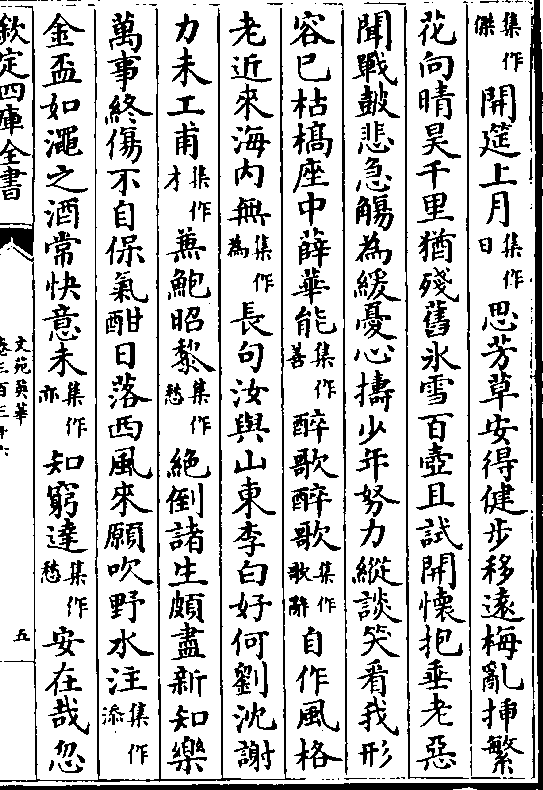 集作傑開筵上月集作日思芳草安得健步移遠梅亂揷繁
花向晴昊千里猶殘舊氷雪百壺且試開懷抱垂老惡
聞戰鼓悲急觴為緩憂心擣少年努力縱談笑看我形
容已枯槁座中薛華能集作善醉歌醉歌集作歌辭自作風格
老近來海內無集作為長句汝與山東李白好何劉沈謝
力未工甫集作才兼鮑昭黎集作愁絶倒諸生頗盡新知樂
萬事終傷不自保氣酣日落西風來願吹野水注集作添
金盃如澠之酒常快意未集作亦知窮達集作愁安在哉忽
欽定四庫全書
文苑英華
卷三百三十六
五